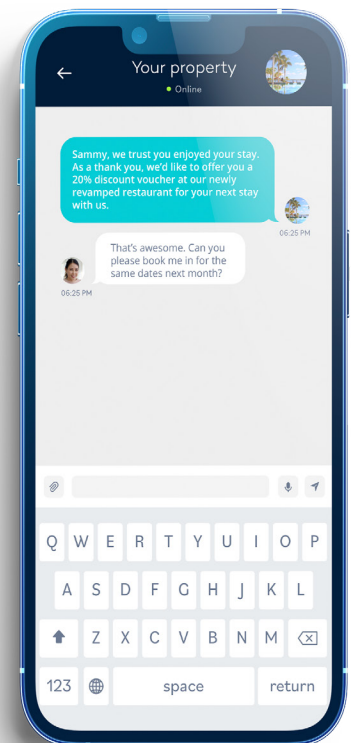 Your property
Online
Sammy, we trust you enjoyed your stay.
As a thank you, we'd like to offer you a
20% discount voucher at our newly
revamped restaurant for your next stay
with us.
06:25 PM
That's awesome. Can you
please book me in for the
same dates next month?
06:25 PM
Q W E R T Y U I O P
A S D F G H J K L
Z X C V B N M
123 space return